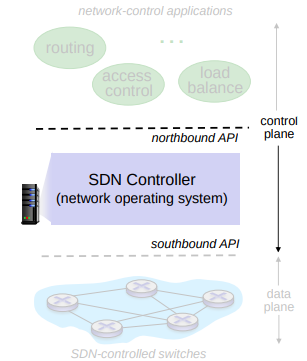 network-control applications
routing
...
access
control
load
balance
control
plane
northbound API
SDN Controller
(network operating system)
southbound API
data
plane
SDN-controlled switches